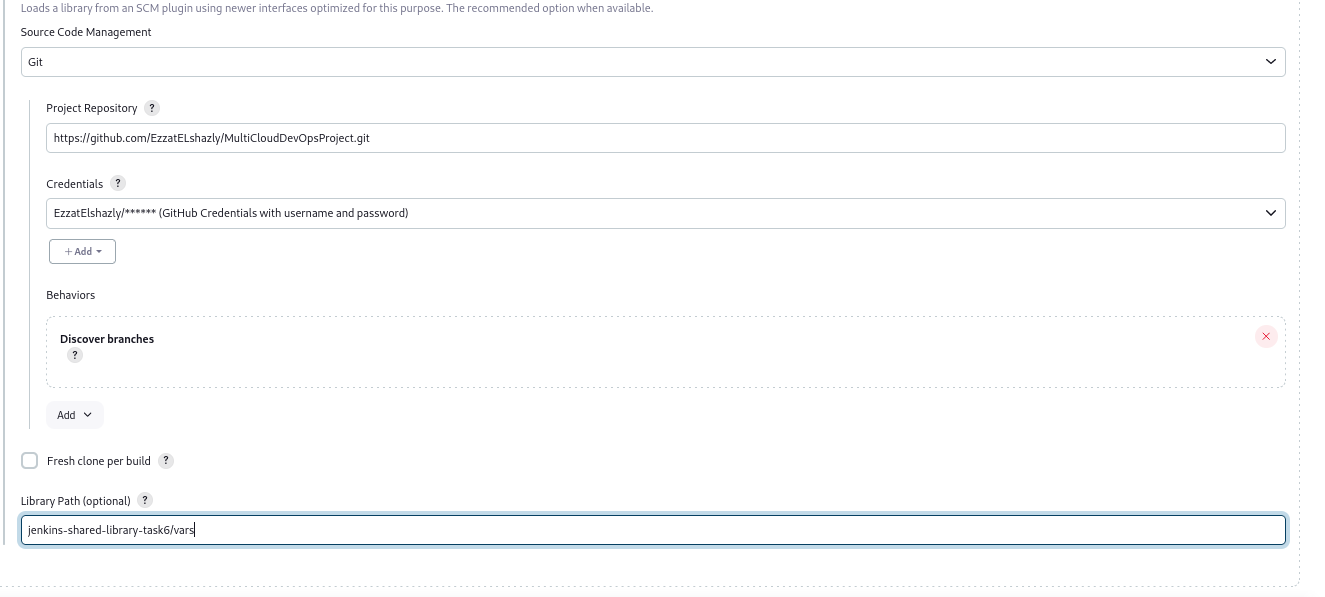 Loads a library from an SCM plugin using newer interfaces optimized for this purpose. The recommended option when available.
Source Code Management
Git
Project Repository ?
https://github.com/EzzatELshazly/MultiCloudDevOpsProject.git
Credentials ?
EzzatElshazly/****** (GitHub Credentials with username and password)
+ Add
Behaviors
Discover branches
?
Add
Fresh clone per build ?
Library Path (optional) ?
jenkins-shared-library-task6/vars